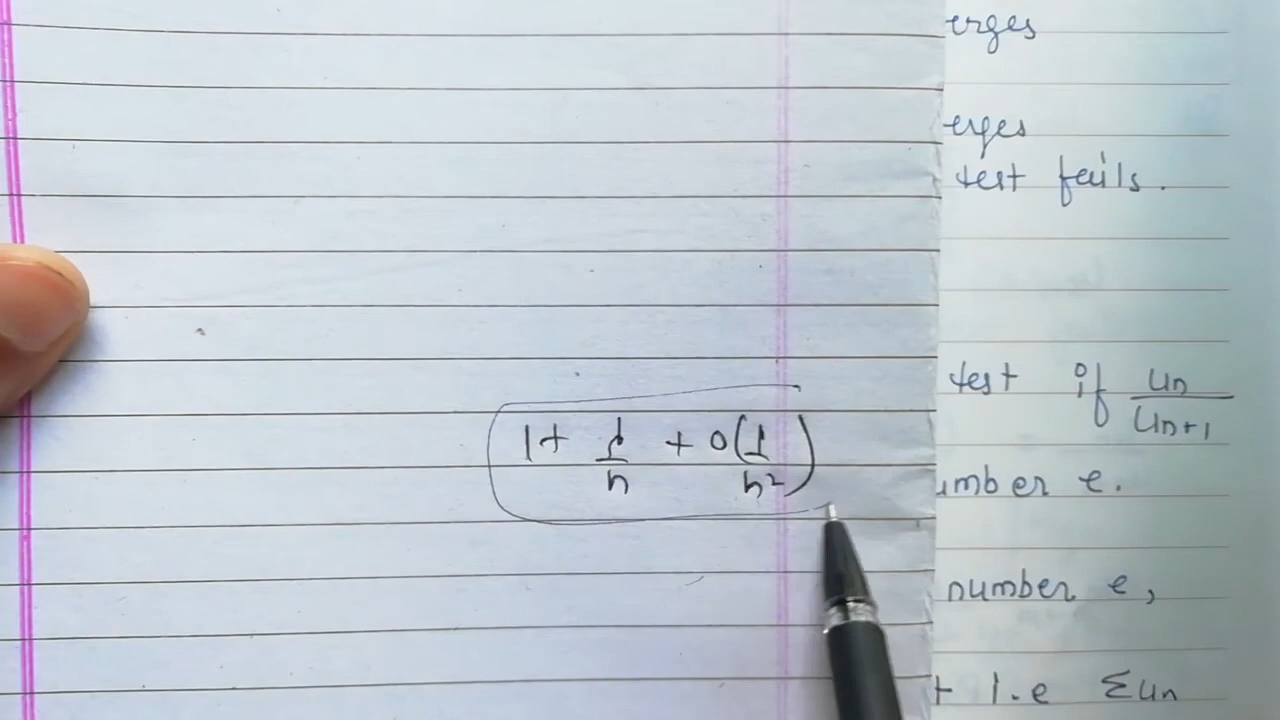 erges
erges
test fails.
test if un/un+1
1+ 1/n + O(1/n²)
umber e.
number e,
t i.e Σun